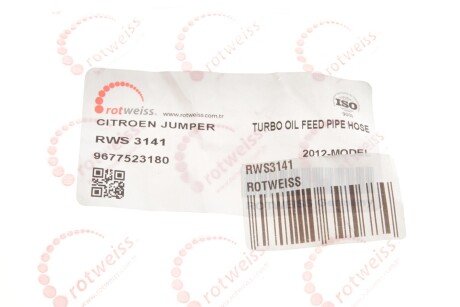 rotweiss
www.rotweiss.com.tr
ISO
CITROEN JUMPER
TURBO OIL FEED PIPE HOSE
RWS 3141
2012-MODEL
9677523180
RWS3141
ROTWEISS